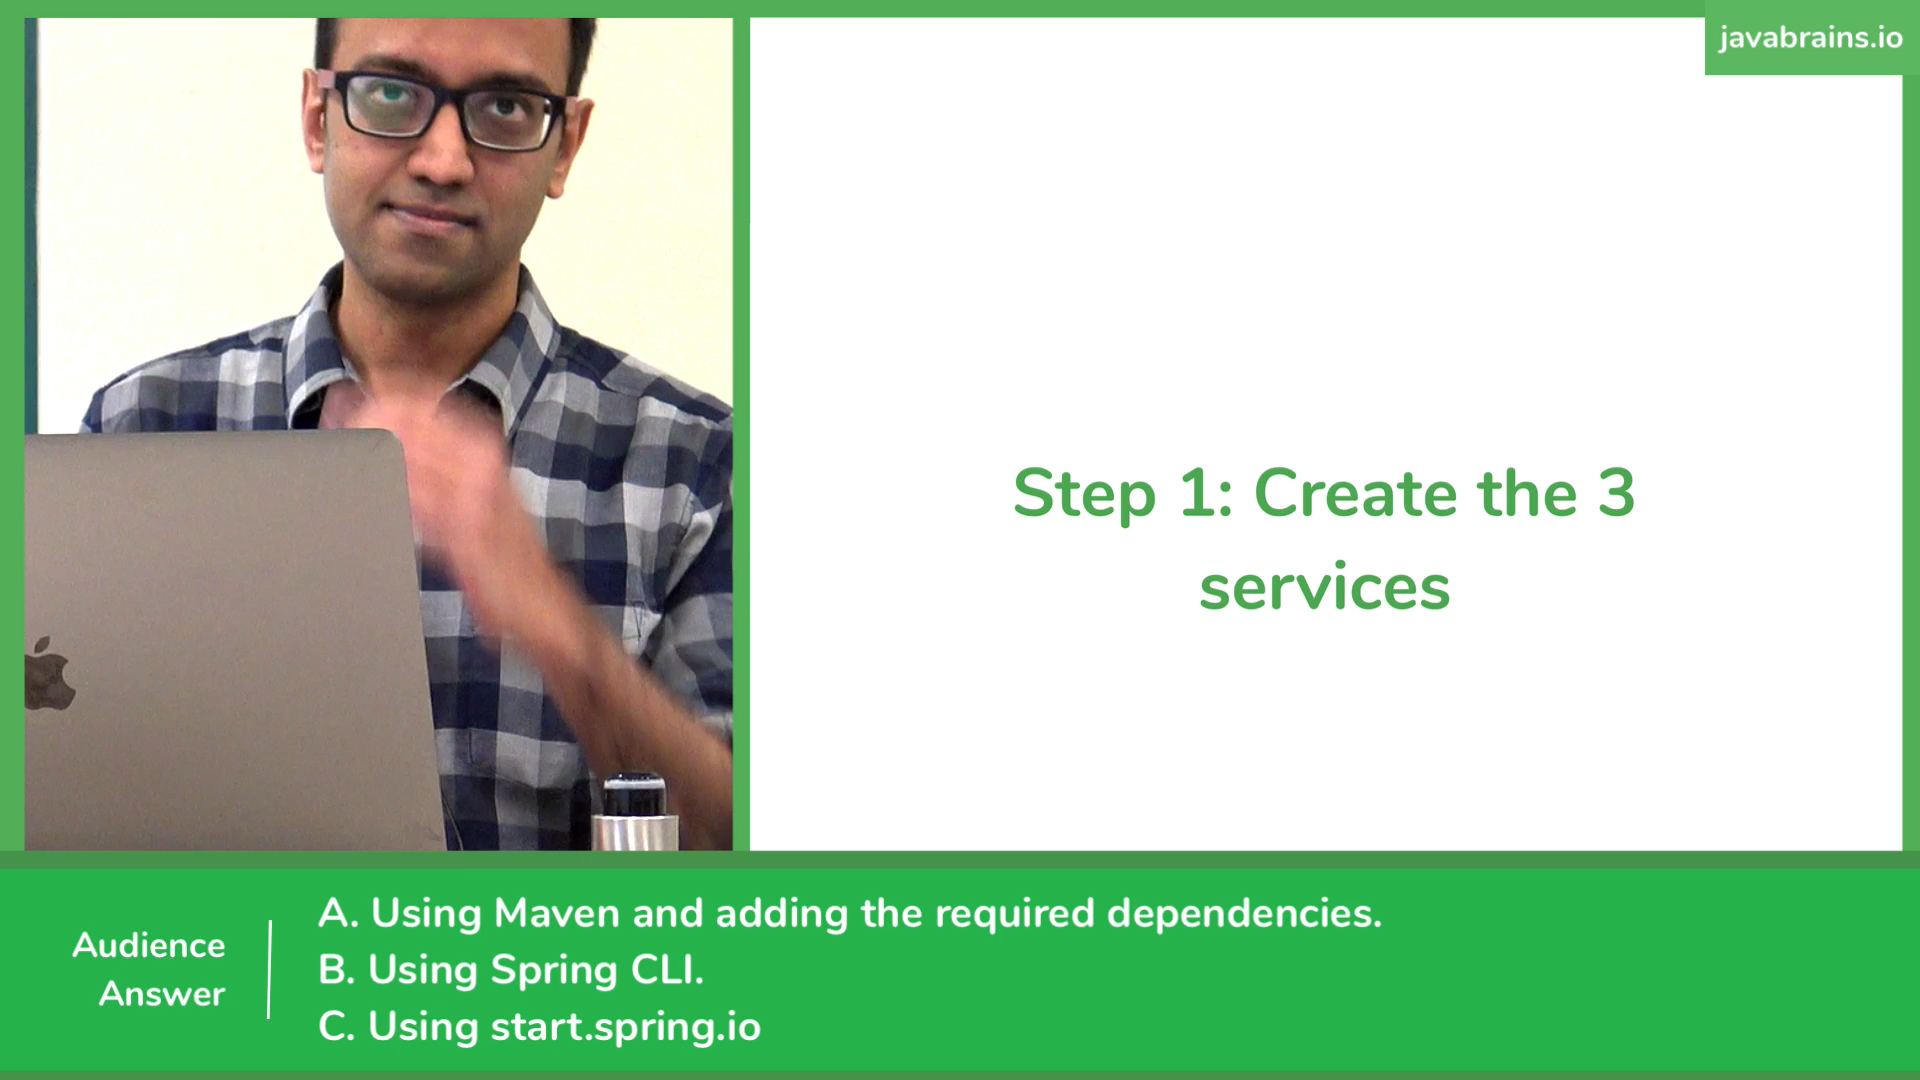 javabrains.io
Step 1: Create the 3
services
Audience
Answer
A. Using Maven and adding the required dependencies.
B. Using Spring CLI.
C. Using start.spring.io